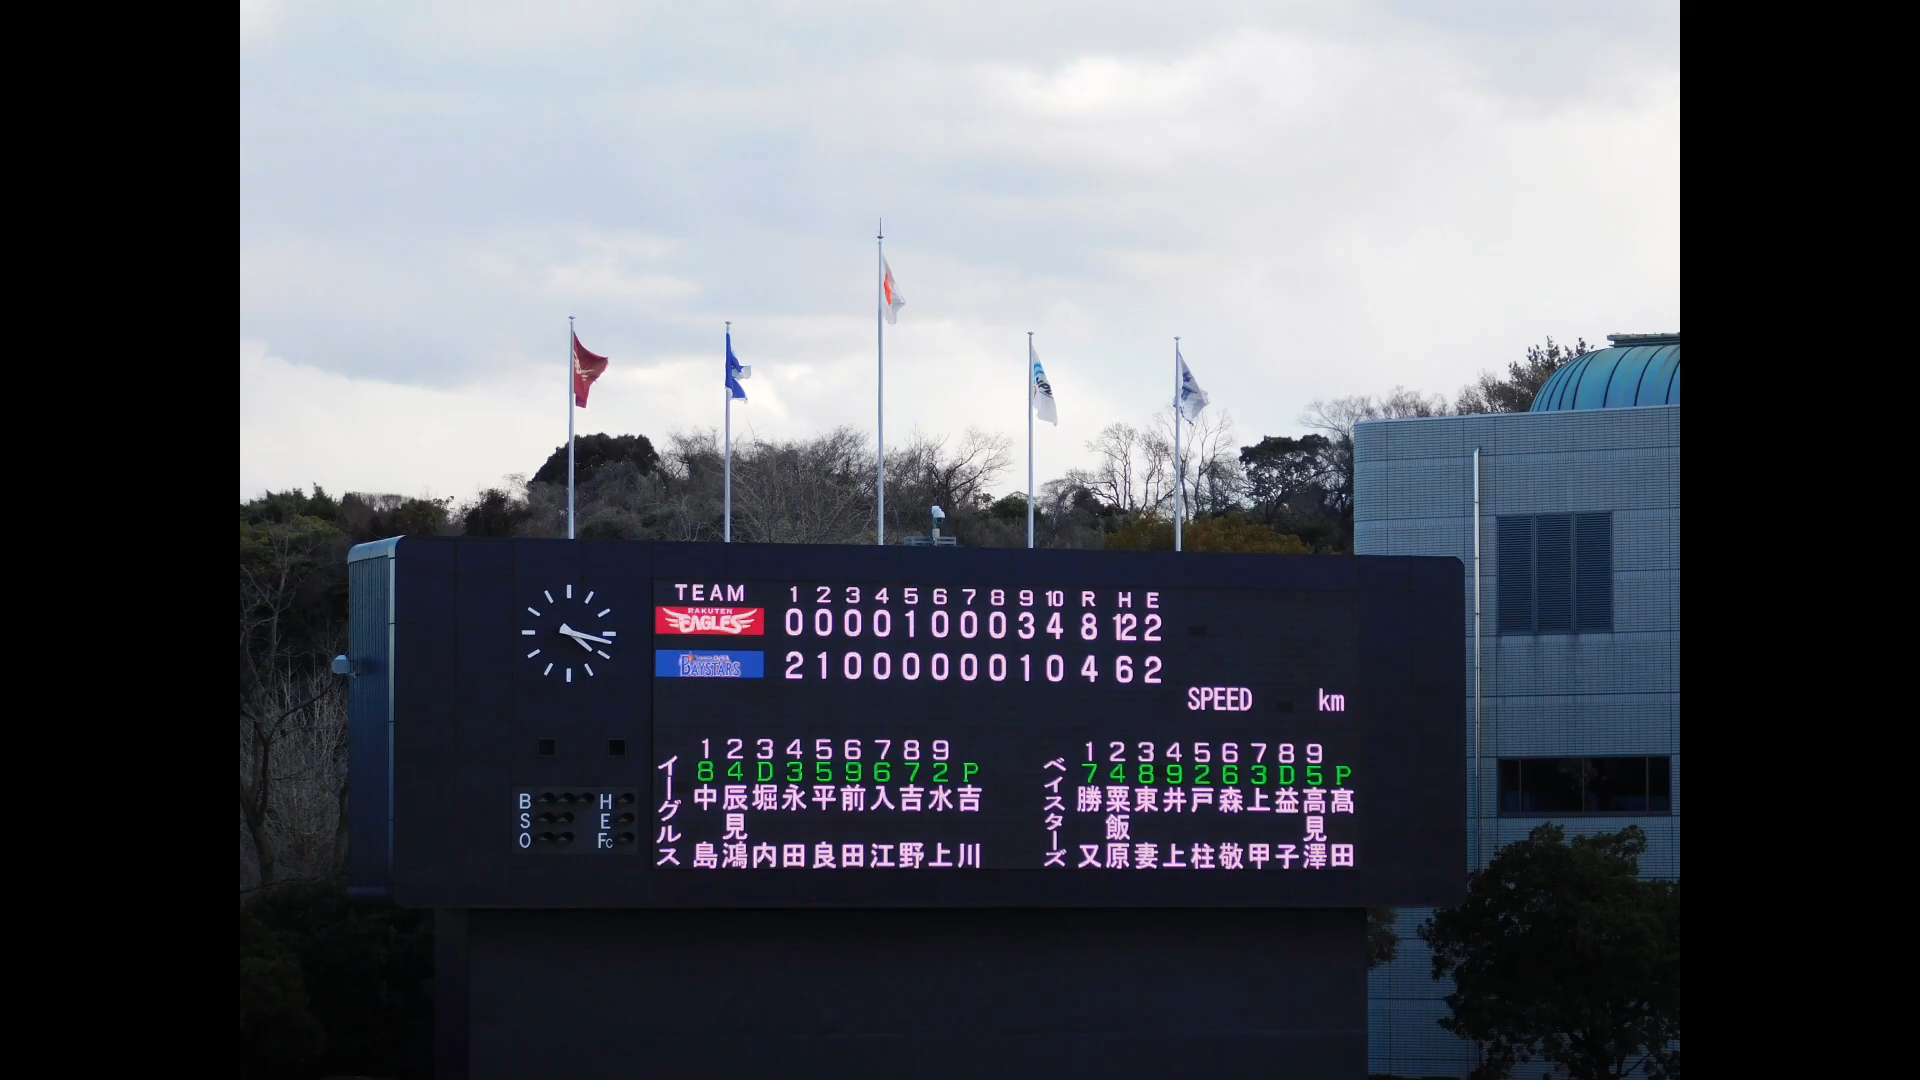 TEAM 1 2 3 4 5 6 7 8 9 10 R H E
RAKUTEN
EAGLES 0 0 0 0 1 0 0 0 3 4 8 12 2
BAYSTARS 2 1 0 0 0 0 0 0 1 0 4 6 2
SPEED km
イーグルス
1 2 3 4 5 6 7 8 9
8 4 D 3 5 9 6 7 2 P
中島 辰見鴻 堀内 永田 平良 前田 入江 吉野 水上 吉川
ベイスターズ
1 2 3 4 5 6 7 8 9
7 4 8 9 2 6 3 D 5 P
勝又 粟飯原 東妻 井上 戸柱 森敬 上甲 益子 高見澤 髙田
B H
S E
O Fc